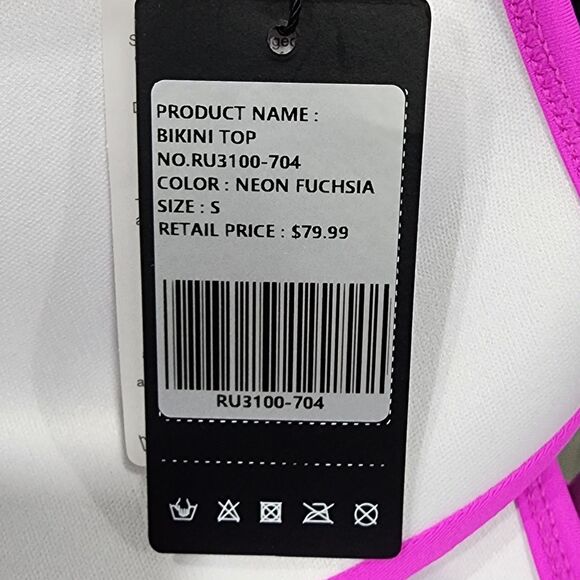 PRODUCT NAME :
BIKINI TOP
NO.RU3100-704
COLOR : NEON FUCHSIA
SIZE : S
RETAIL PRICE : $79.99
RU3100-704